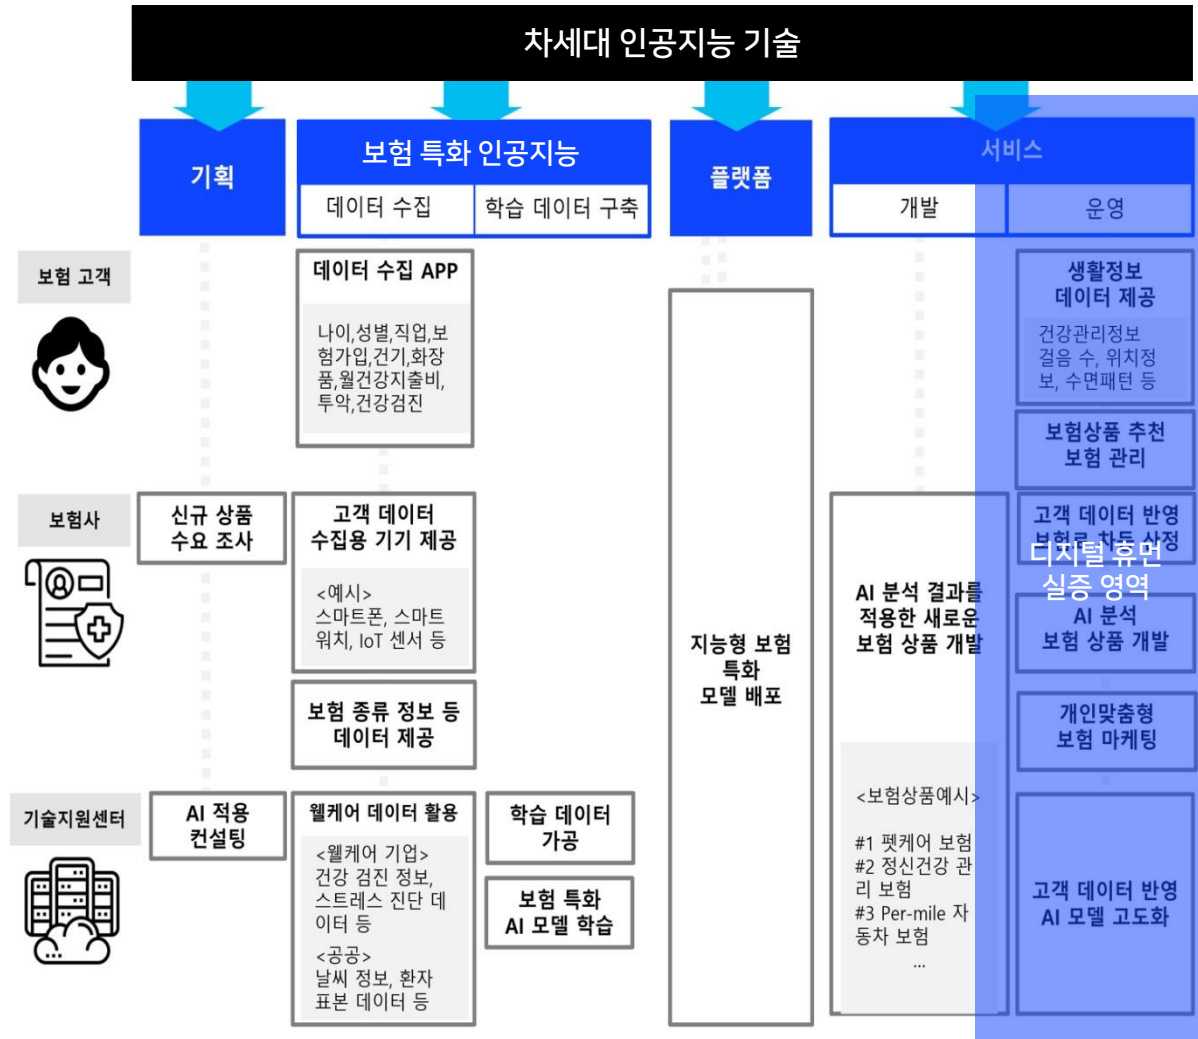 차세대 인공지능 기술
기획
보험 특화 인공지능
데이터 수집
학습 데이터 구축
플랫폼
서비스
개발
운영
보험 고객
데이터 수집 APP
나이,성별,직업,보
험가입,건기,화장
품,월건강지출비,
투약,건강검진
생활정보
데이터 제공
건강관리정보
걸음 수, 위치정
보, 수면패턴 등
보험상품 추천
보험 관리
보험사
신규 상품
수요 조사
고객 데이터
수집용 기기 제공
<예시>
스마트폰, 스마트
워치, IoT 센서 등
보험 종류 정보 등
데이터 제공
지능형 보험
특화
모델 배포
AI 분석 결과를
적용한 새로운
보험 상품 개발
<보험상품예시>
#1 펫케어 보험
#2 정신건강 관
리 보험
#3 Per-mile 자
동차 보험
...
고객 데이터 반영
보험료 차등 산정
디지털 휴먼
실증 영역
AI 분석
보험 상품 개발
개인맞춤형
보험 마케팅
기술지원센터
AI 적용
컨설팅
웰케어 데이터 활용
<웰케어 기업>
건강 검진 정보,
스트레스 진단 데
이터 등
<공공>
날씨 정보, 환자
표본 데이터 등
학습 데이터
가공
보험 특화
AI 모델 학습
고객 데이터 반영
AI 모델 고도화